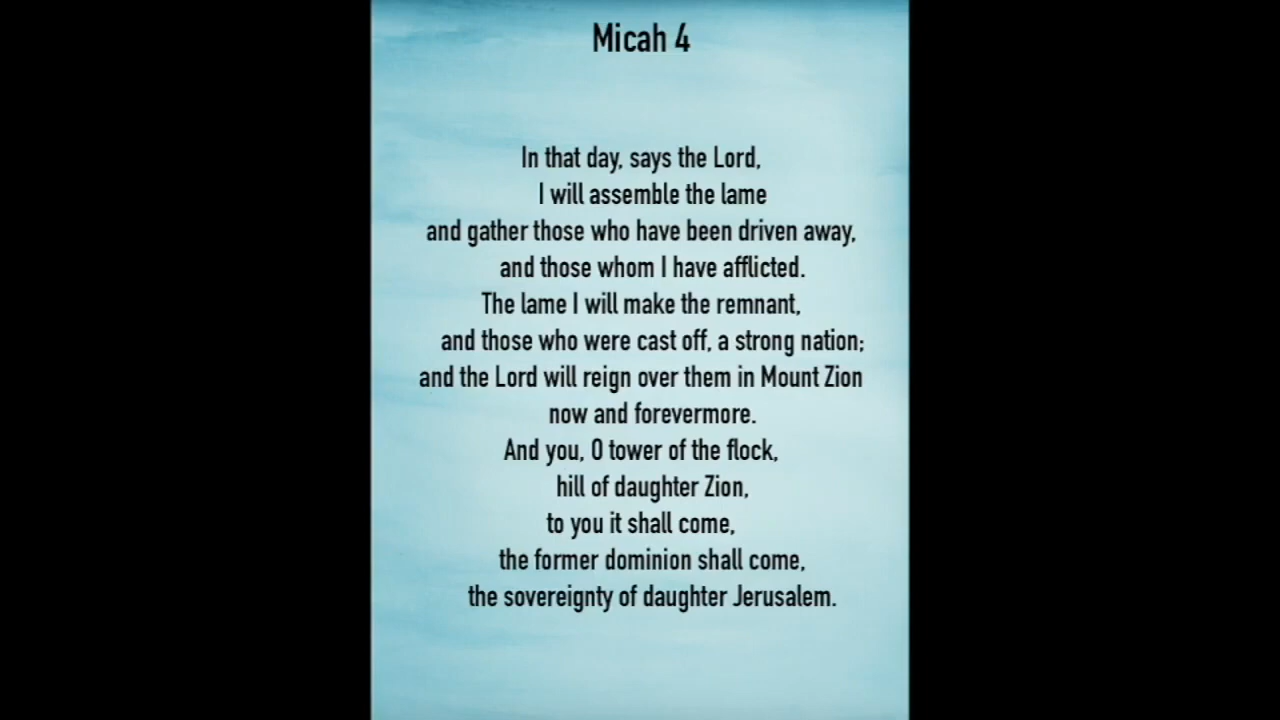 Micah 4
In that day, says the Lord,
I will assemble the lame
and gather those who have been driven away,
and those whom I have afflicted.
The lame I will make the remnant,
and those who were cast off, a strong nation;
and the Lord will reign over them in Mount Zion
now and forevermore.
And you, O tower of the flock,
hill of daughter Zion,
to you it shall come,
the former dominion shall come,
the sovereignty of daughter Jerusalem.